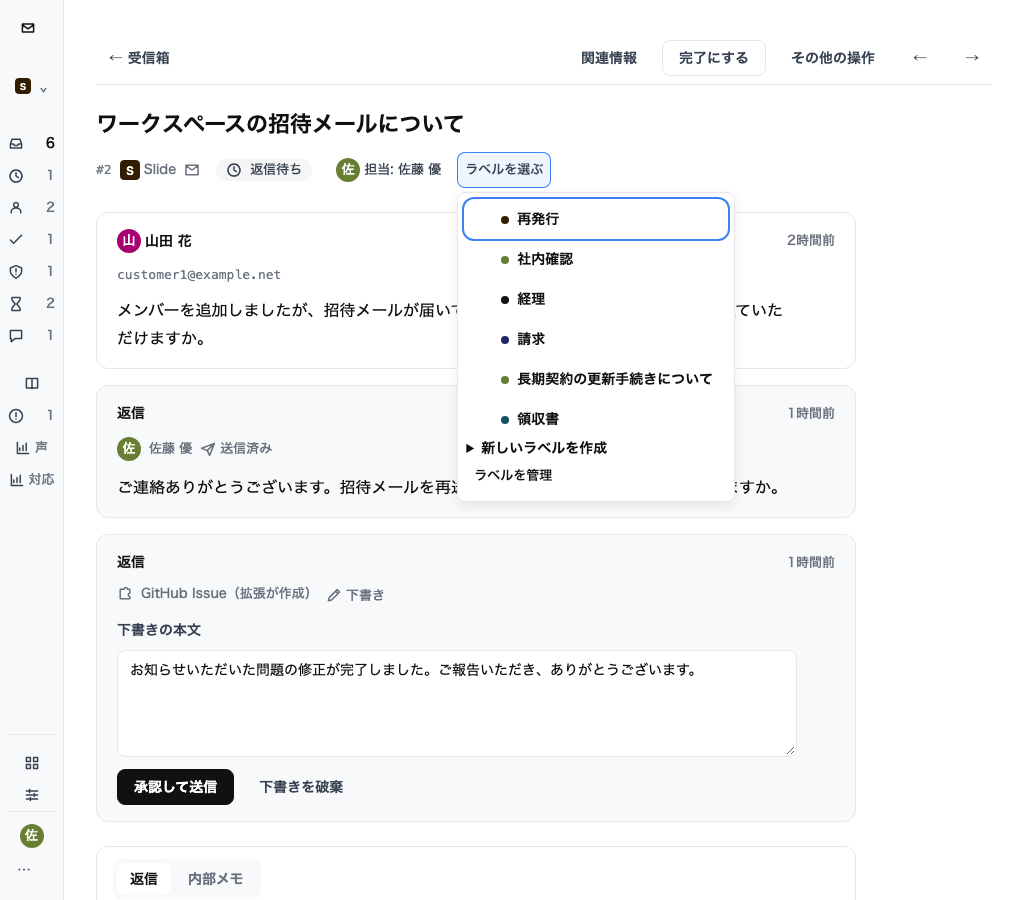 S
6
1
2
1
1
2
1
1
声
対応
佐
…
← 受信箱
関連情報
完了にする
その他の操作
←
→
ワークスペースの招待メールについて
#2 S Slide 返信待ち 佐 担当: 佐藤 優 ラベルを選ぶ
再発行
社内確認
経理
請求
長期契約の更新手続きについて
領収書
▶ 新しいラベルを作成
ラベルを管理
山 山田 花 2時間前
customer1@example.net
メンバーを追加しましたが、招待メールが届いて ていた
だけますか。
返信 1時間前
佐 佐藤 優 送信済み
ご連絡ありがとうございます。招待メールを再 ますか。
返信 1時間前
GitHub Issue（拡張が作成） 下書き
下書きの本文
お知らせいただいた問題の修正が完了しました。ご報告いただき、ありがとうございます。
承認して送信 下書きを破棄
返信 内部メモ